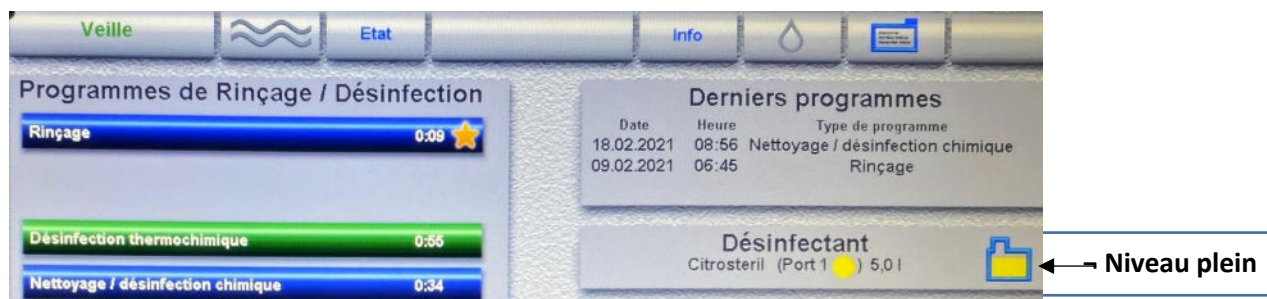 Veille Etat Info
Programmes de Rinçage / Désinfection
Rinçage 0:09
Désinfection thermochimique 0:55
Nettoyage / désinfection chimique 0:34
Derniers programmes
Date Heure Type de programme
18.02.2021 08:56 Nettoyage / désinfection chimique
09.02.2021 06:45 Rinçage
Désinfectant
Citrosteril (Port 1 ) 5,0 l
¬ Niveau plein